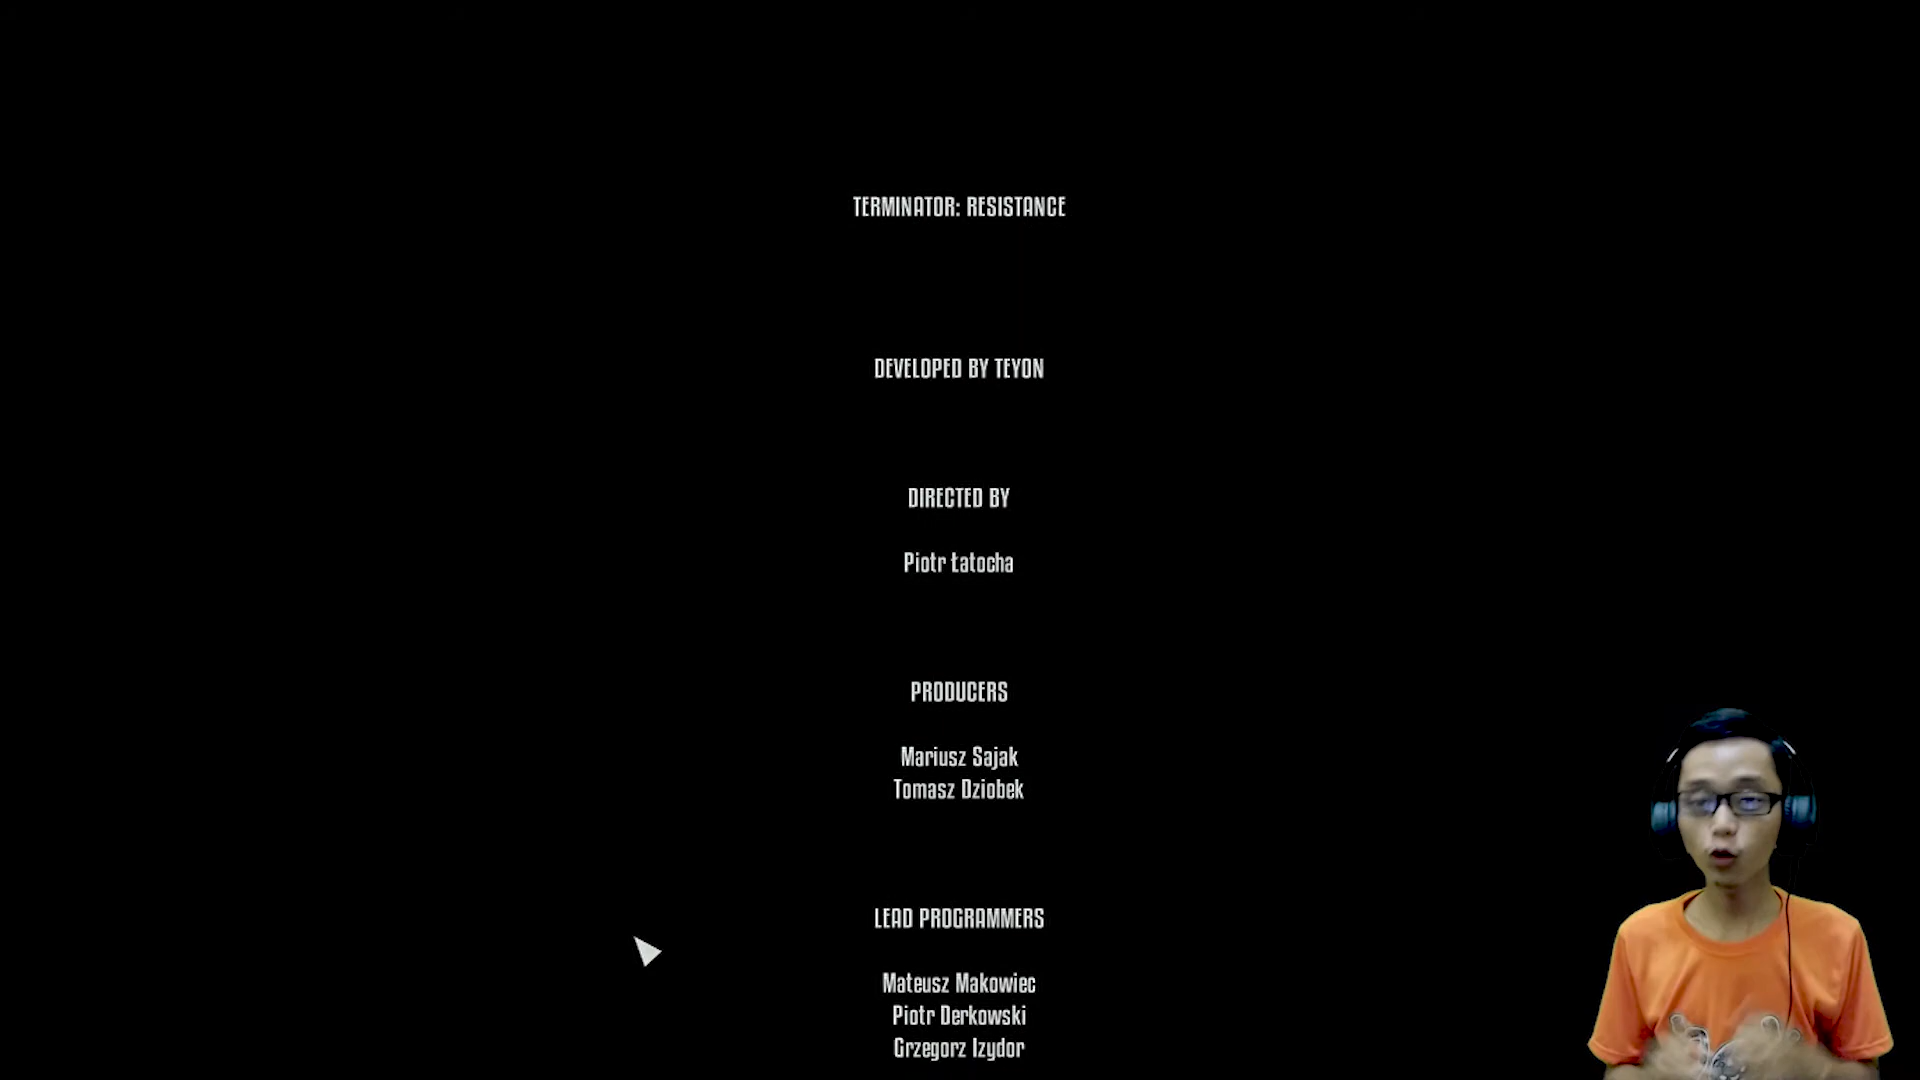 TERMINATOR: RESISTANCE
DEVELOPED BY TEYON
DIRECTED BY
Piotr Łatocha
PRODUCERS
Mariusz Sajak
Tomasz Dziobek
LEAD PROGRAMMERS
Mateusz Makowiec
Piotr Derkowski
Grzegorz Izydor